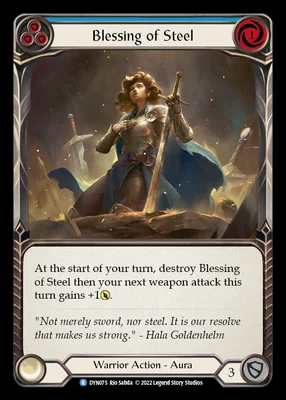 Blessing of Steel
1
At the start of your turn, destroy Blessing
of Steel then your next weapon attack this
turn gains +1.
"Not merely sword, nor steel. It is our resolve
that makes us strong." - Hala Goldenhelm
Warrior Action - Aura
3
R DYN075 Rio Sabda © 2022 Legend Story Studios